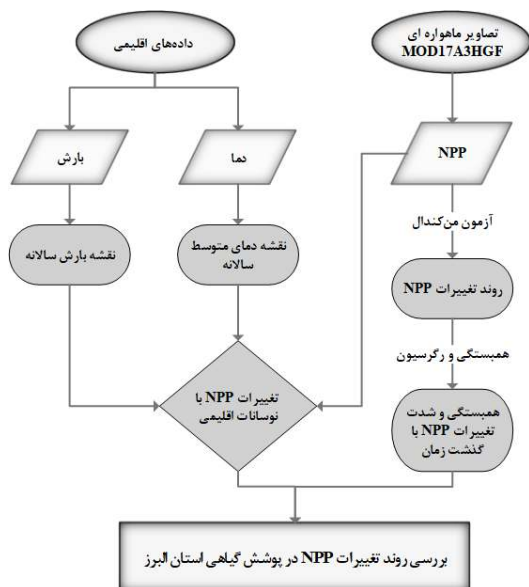 تصاویر ماهواره ای
MOD17A3HGF
داده‌های اقلیمی
NPP
دما
بارش
آزمون من‌کندال
نقشه دمای متوسط
سالانه
نقشه بارش سالانه
روند تغییرات NPP
همبستگی و رگرسیون
تغییرات NPP با
نوسانات اقلیمی
همبستگی و شدت
تغییرات NPP با
گذشت زمان
بررسی روند تغییرات NPP در پوشش گیاهی استان البرز